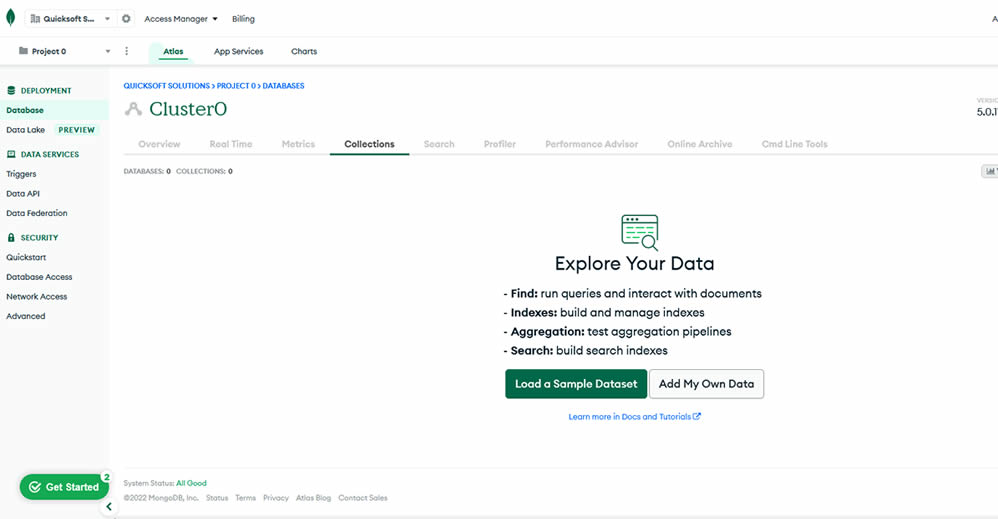 Quicksoft S... Access Manager Billing
Project 0 Atlas App Services Charts
DEPLOYMENT
Database
Data Lake PREVIEW
DATA SERVICES
Triggers
Data API
Data Federation
SECURITY
Quickstart
Database Access
Network Access
Advanced
QUICKSOFT SOLUTIONS > PROJECT 0 > DATABASES
Cluster0
Overview Real Time Metrics Collections Search Profiler Performance Advisor Online Archive Cmd Line Tools
DATABASES: 0 COLLECTIONS: 0
Explore Your Data
- Find: run queries and interact with documents
- Indexes: build and manage indexes
- Aggregation: test aggregation pipelines
- Search: build search indexes
Load a Sample Dataset Add My Own Data
Learn more in Docs and Tutorials
Get Started 2
System Status: All Good
©2022 MongoDB, Inc. Status Terms Privacy Atlas Blog Contact Sales